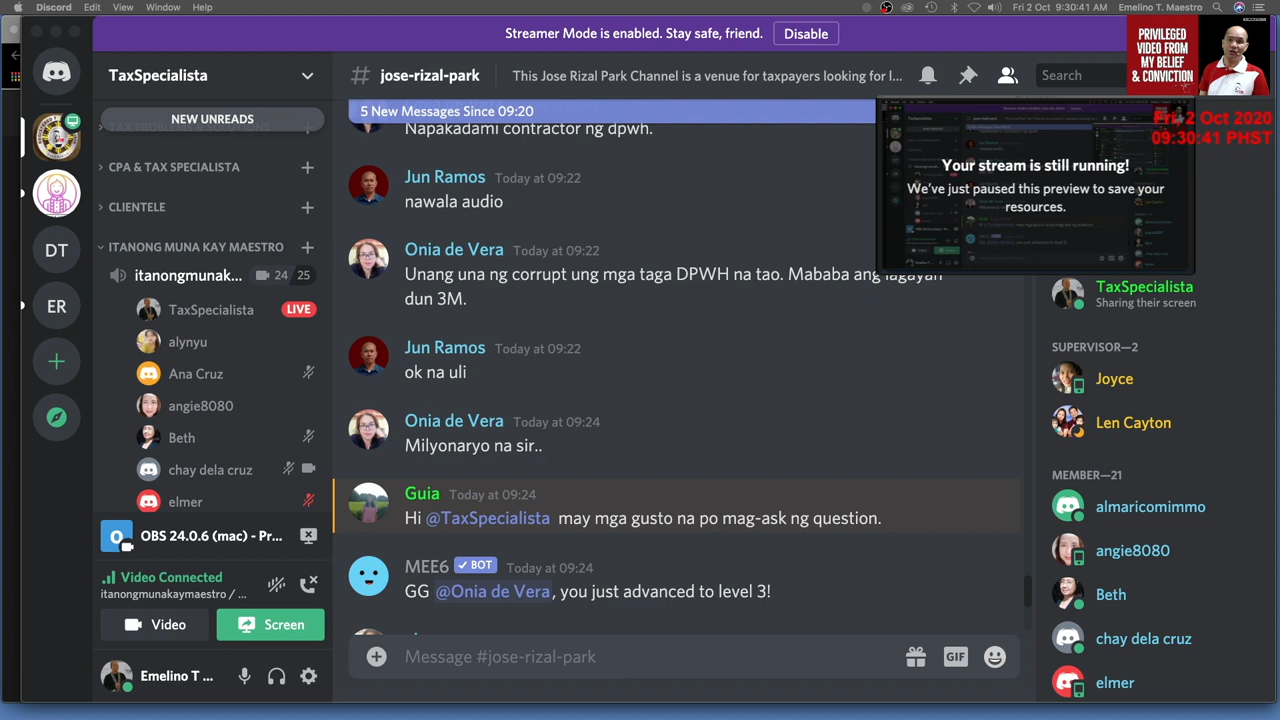 Discord Edit View Window Help Fri 2 Oct 9:30:41 AM Emelino T. Maestro
Streamer Mode is enabled. Stay safe, friend. Disable
PRIVILEGED
VIDEO FROM
MY BELIEF
& CONVICTION
Fri, 2 Oct 2020
09:30:41 PHST
TaxSpecialista
# jose-rizal-park This Jose Rizal Park Channel is a venue for taxpayers looking for l... Search
NEW UNREADS
CPA & TAX SPECIALISTA
CLIENTELE
ITANONG MUNA KAY MAESTRO
itanongmunak... 24 25
TaxSpecialista LIVE
alynyu
Ana Cruz
angie8080
Beth
chay dela cruz
elmer
DT
ER
OBS 24.0.6 (mac) - Pr...
Video Connected
itanongmunakaymaestro / ...
Video Screen
Emelino T ...
5 New Messages Since 09:20
Napakadami contractor ng dpwh.
Jun Ramos Today at 09:22
nawala audio
Onia de Vera Today at 09:22
Unang una ng corrupt ung mga taga DPWH na tao. Mababa ang lagayan
dun 3M.
Jun Ramos Today at 09:22
ok na uli
Onia de Vera Today at 09:24
Milyonaryo na sir..
Guia Today at 09:24
Hi @TaxSpecialista may mga gusto na po mag-ask ng question.
MEE6 BOT Today at 09:24
GG @Onia de Vera, you just advanced to level 3!
Message #jose-rizal-park GIF
Your stream is still running!
We've just paused this preview to save your
resources.
TaxSpecialista
Sharing their screen
SUPERVISOR—2
Joyce
Len Cayton
MEMBER—21
almaricomimmo
angie8080
Beth
chay dela cruz
elmer